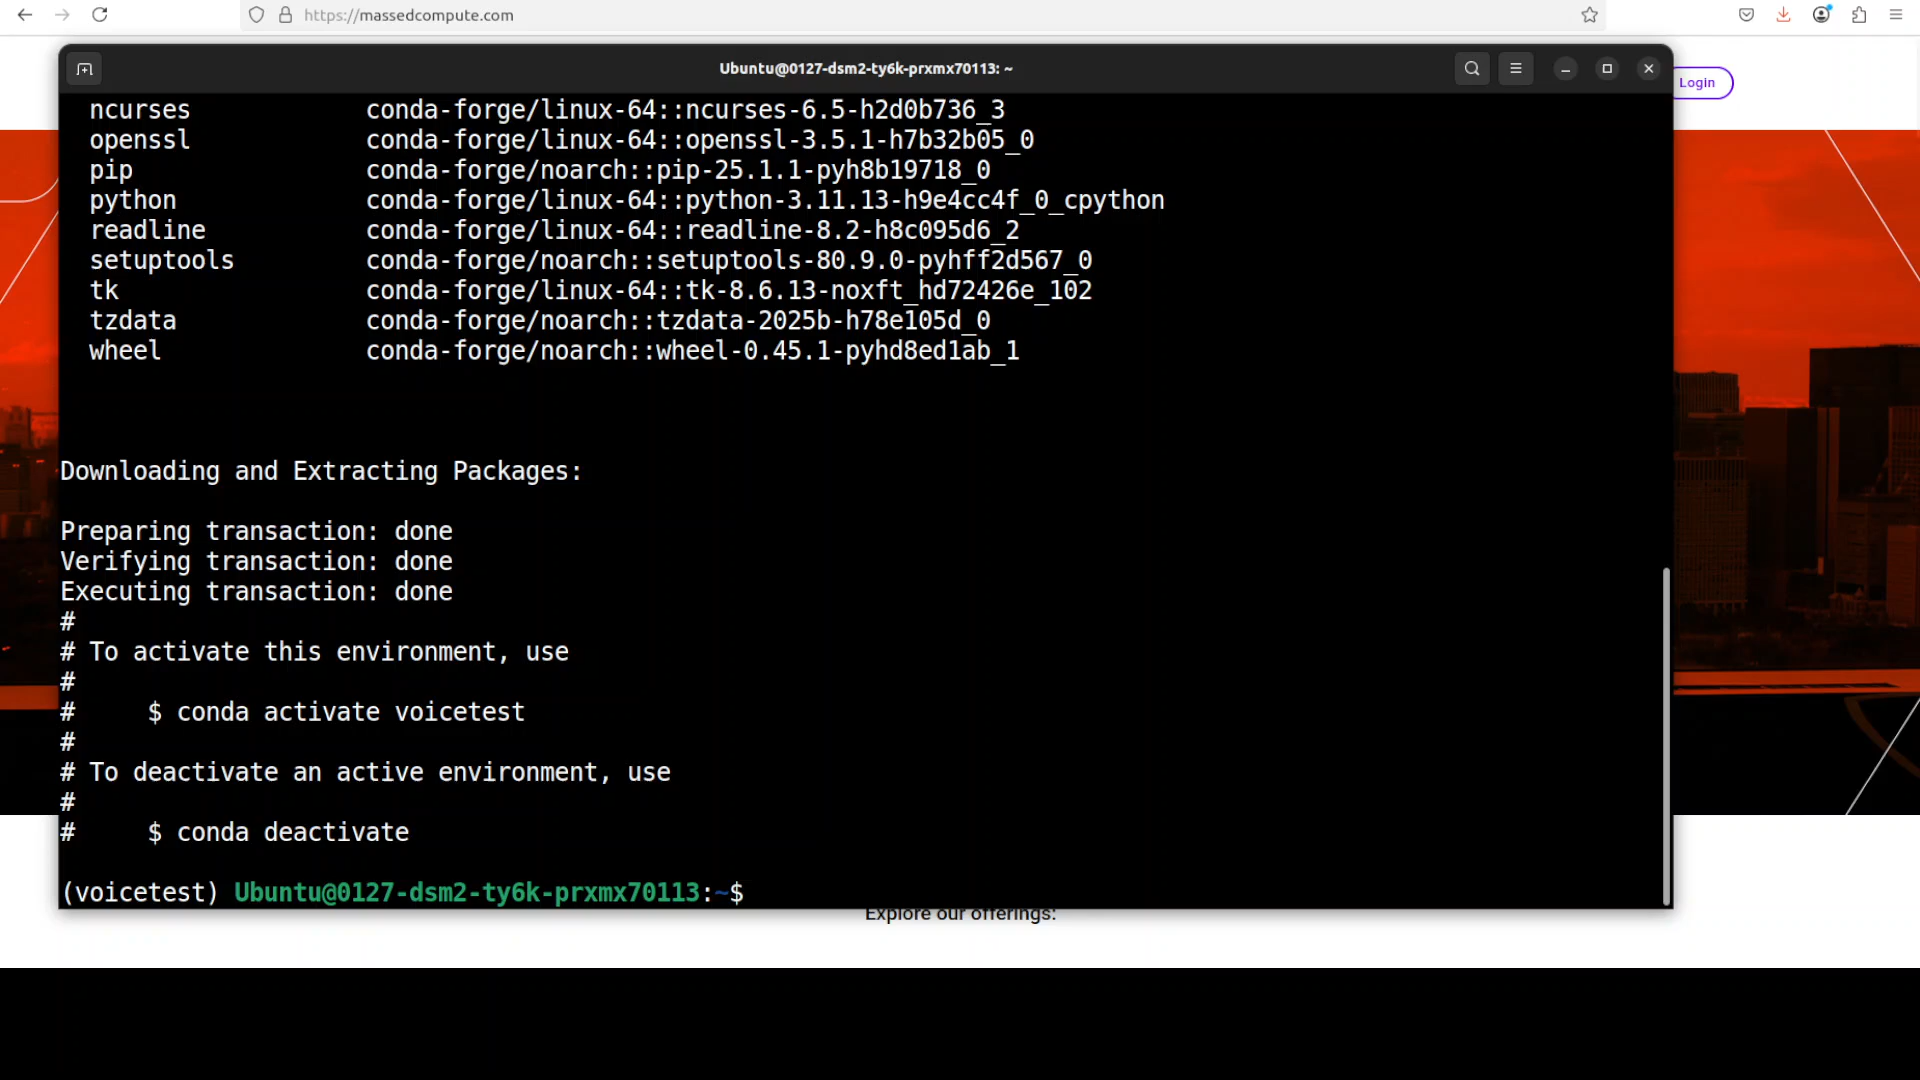 https://massedcompute.com
Ubuntu@0127-dsm2-ty6k-prxmx70113: ~
Login
ncurses conda-forge/linux-64::ncurses-6.5-h2d0b736_3
openssl conda-forge/linux-64::openssl-3.5.1-h7b32b05_0
pip conda-forge/noarch::pip-25.1.1-pyh8b19718_0
python conda-forge/linux-64::python-3.11.13-h9e4cc4f_0_cpython
readline conda-forge/linux-64::readline-8.2-h8c095d6_2
setuptools conda-forge/noarch::setuptools-80.9.0-pyhff2d567_0
tk conda-forge/linux-64::tk-8.6.13-noxft_hd72426e_102
tzdata conda-forge/noarch::tzdata-2025b-h78e105d_0
wheel conda-forge/noarch::wheel-0.45.1-pyhd8ed1ab_1
Downloading and Extracting Packages:
Preparing transaction: done
Verifying transaction: done
Executing transaction: done
#
# To activate this environment, use
#
# $ conda activate voicetest
#
# To deactivate an active environment, use
#
# $ conda deactivate
(voicetest) Ubuntu@0127-dsm2-ty6k-prxmx70113:~$
Explore our offerings: